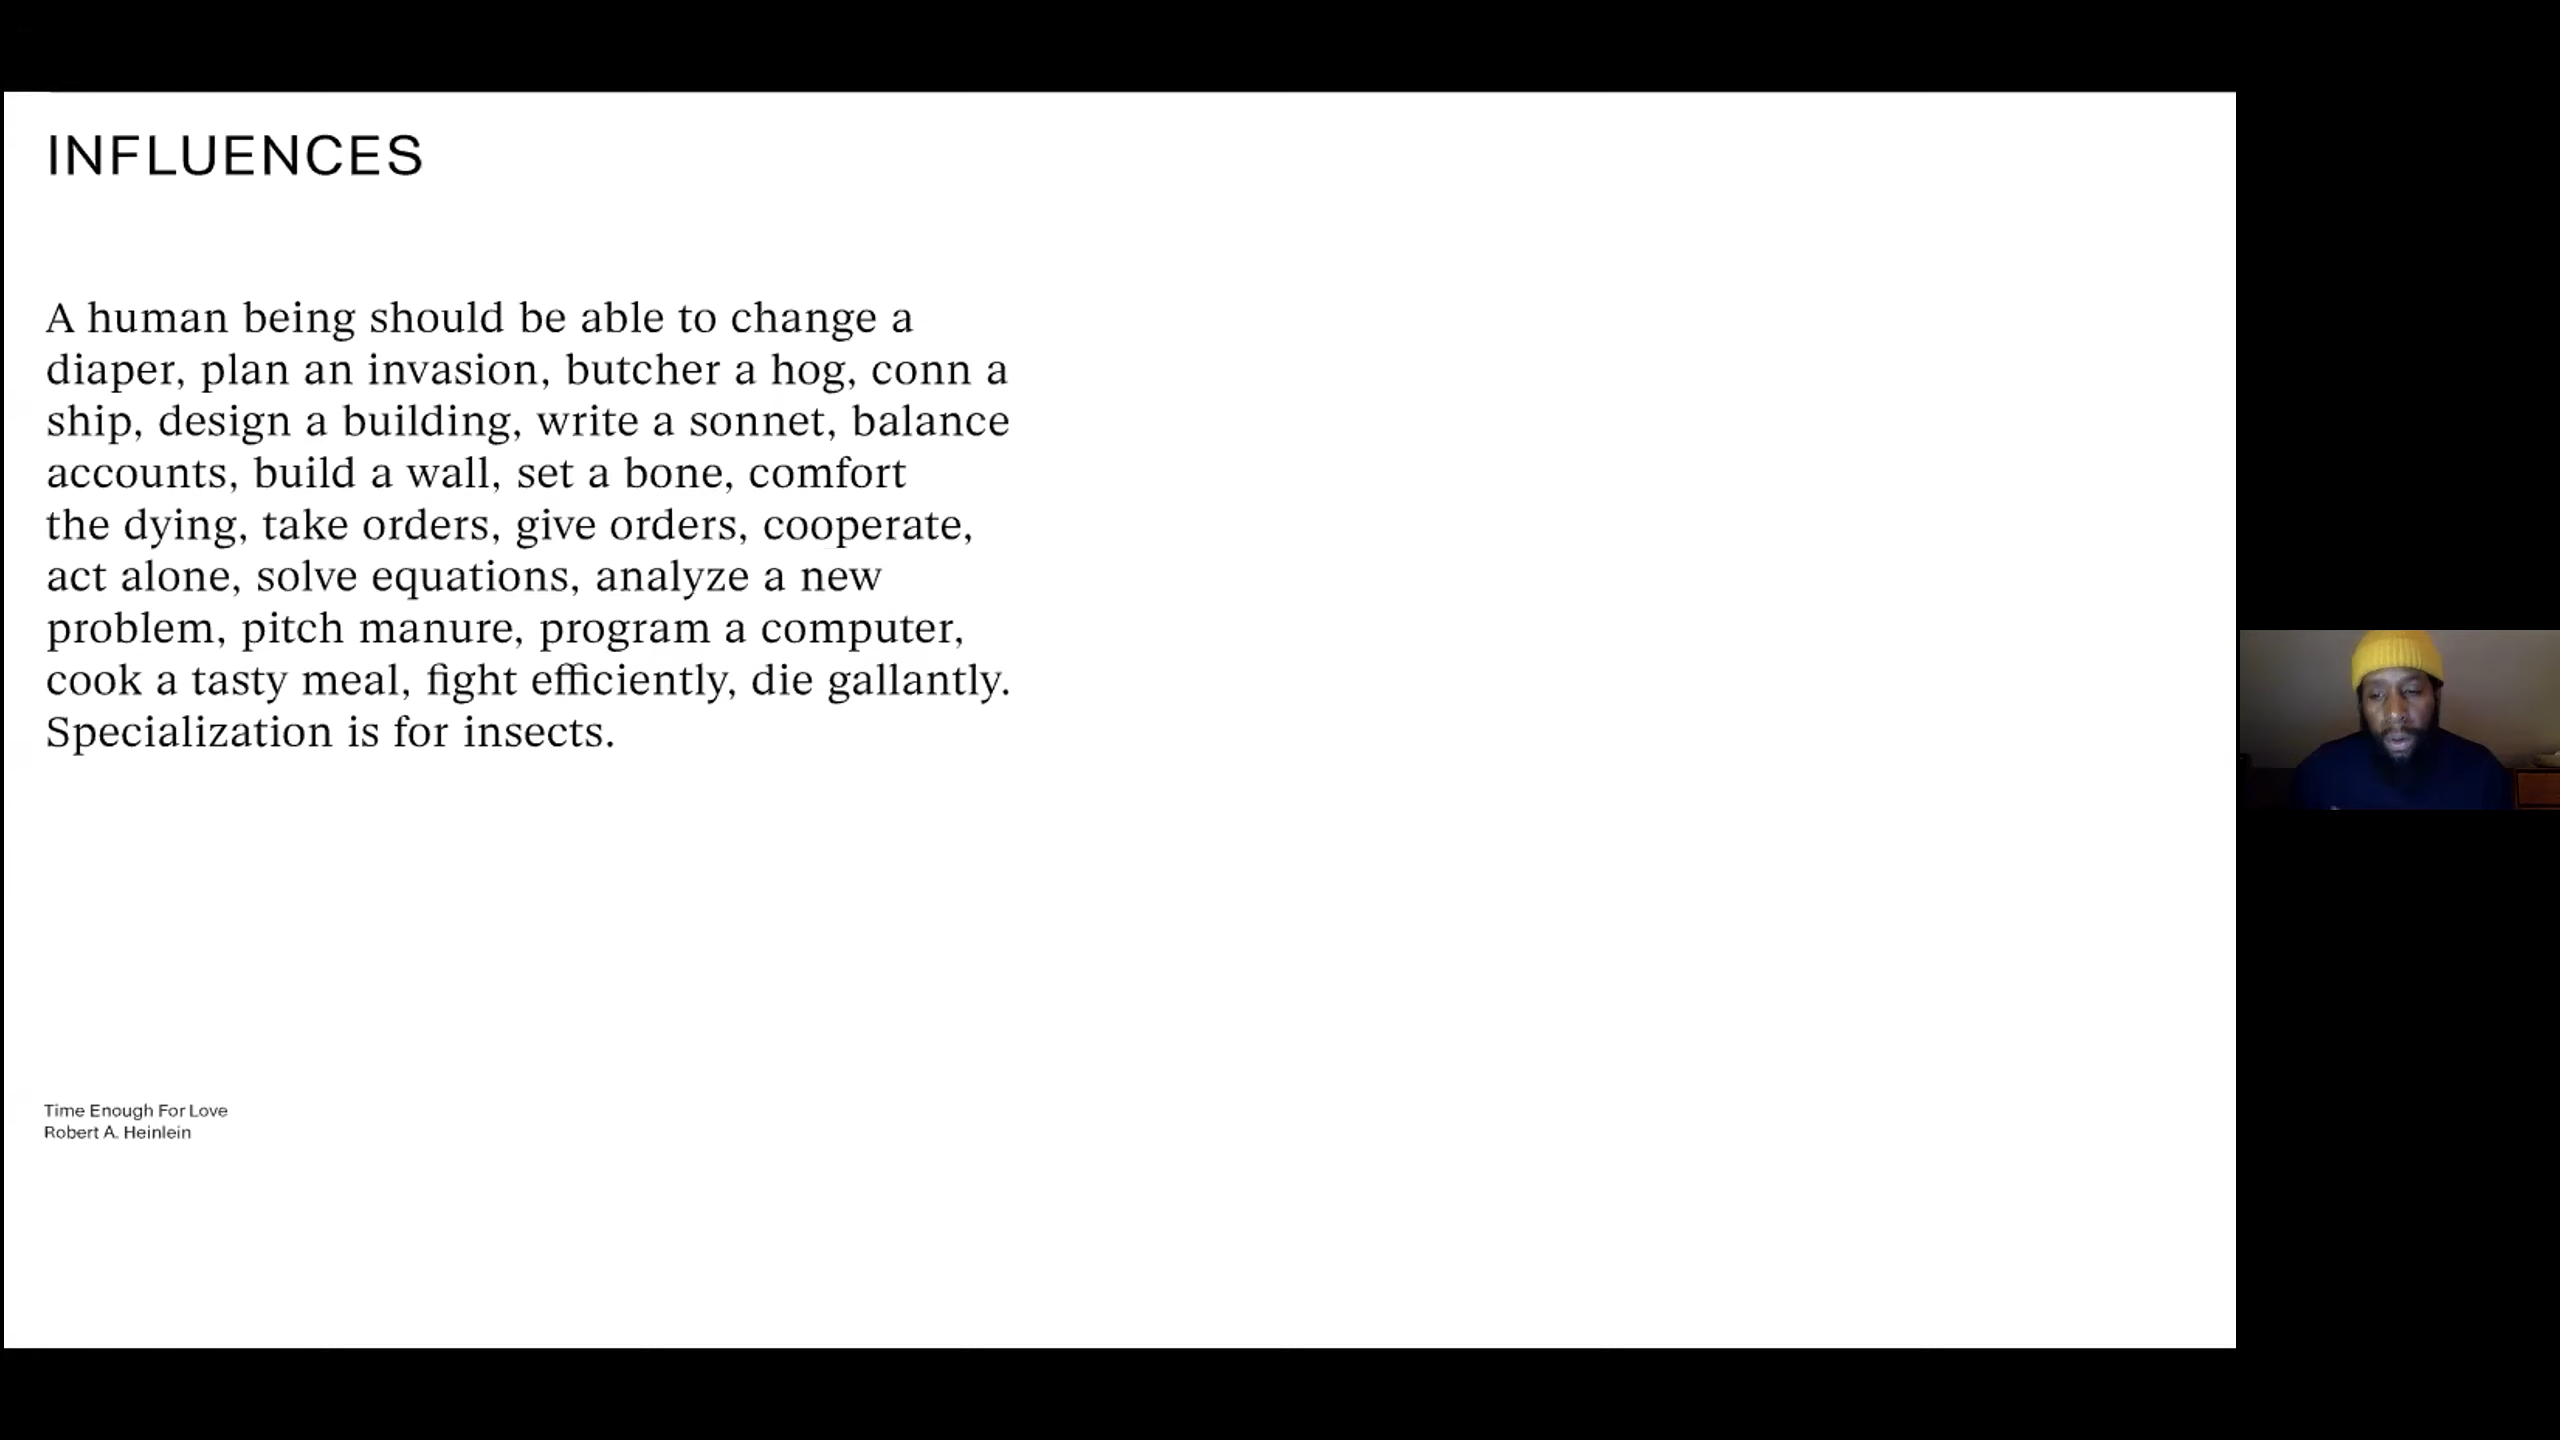 INFLUENCES
A human being should be able to change a
diaper, plan an invasion, butcher a hog, conn a
ship, design a building, write a sonnet, balance
accounts, build a wall, set a bone, comfort
the dying, take orders, give orders, cooperate,
act alone, solve equations, analyze a new
problem, pitch manure, program a computer,
cook a tasty meal, fight efficiently, die gallantly.
Specialization is for insects.
Time Enough For Love
Robert A. Heinlein